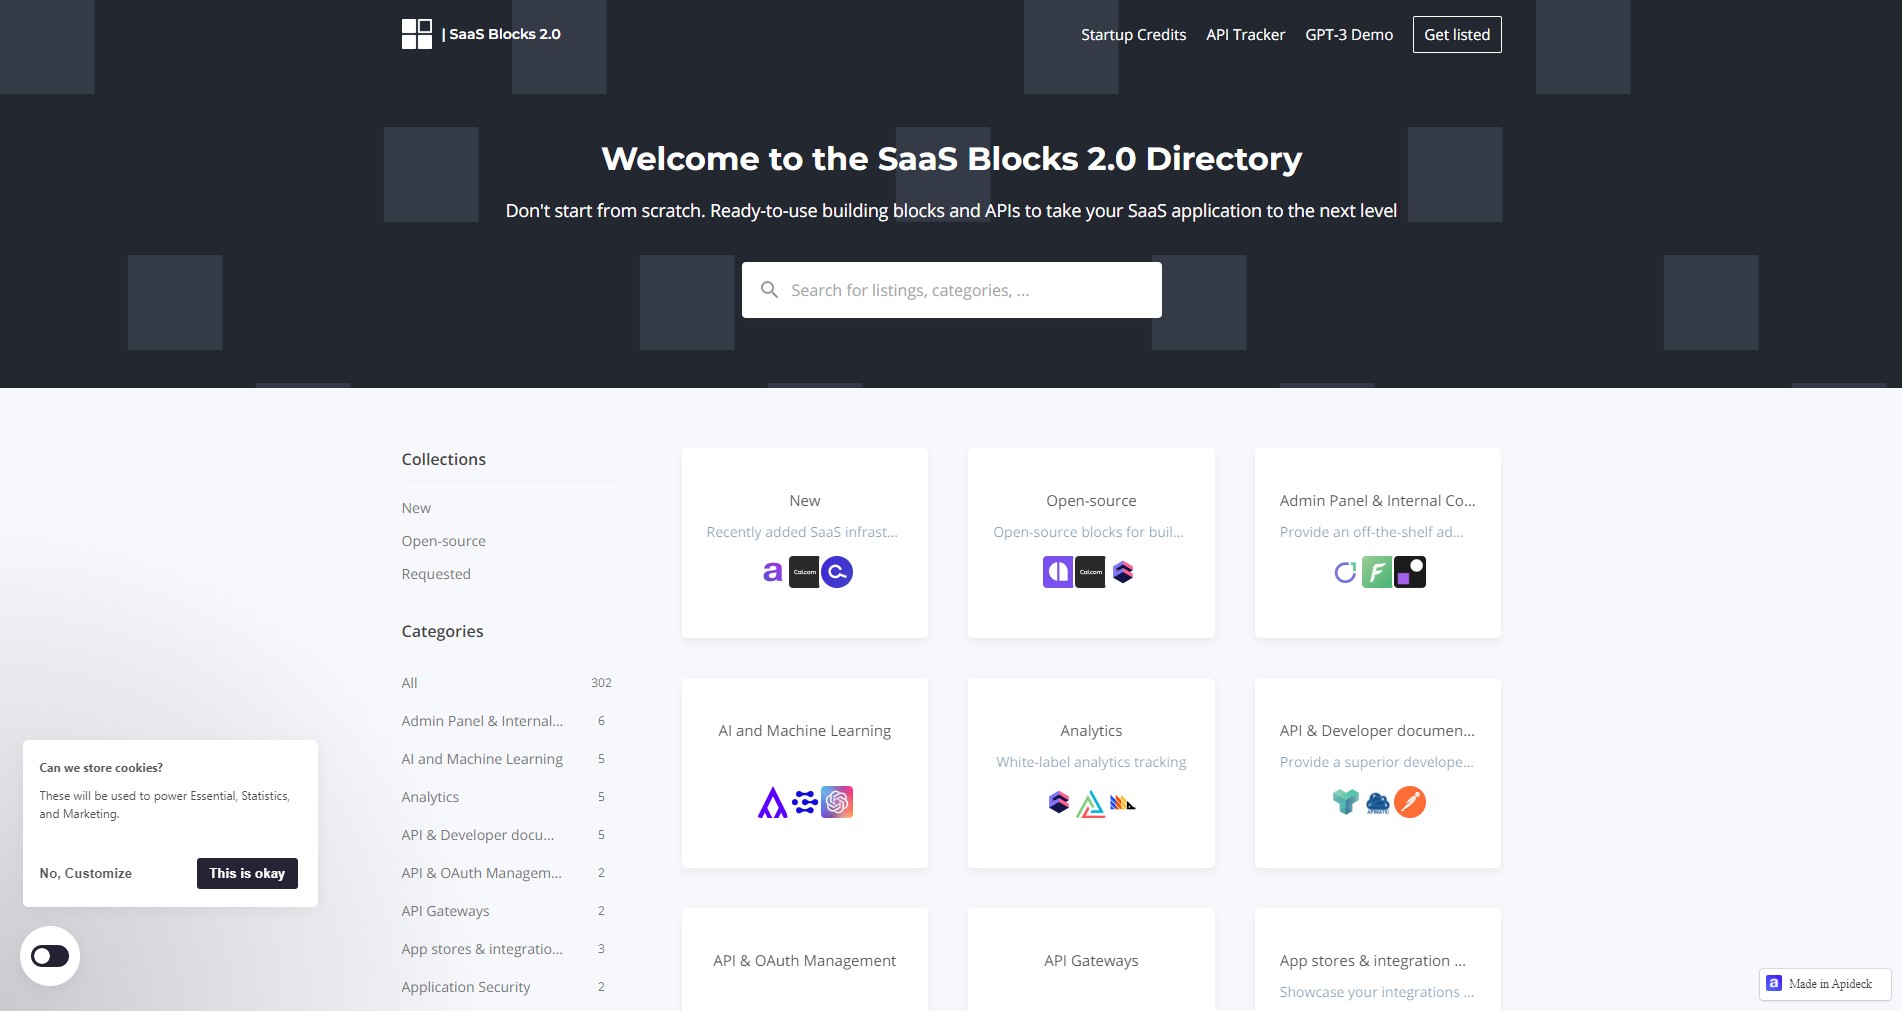 | SaaS Blocks 2.0
Startup Credits
API Tracker
GPT-3 Demo
Get listed
Welcome to the SaaS Blocks 2.0 Directory
Don't start from scratch. Ready-to-use building blocks and APIs to take your SaaS application to the next level
Search for listings, categories, ...
Collections
New
Open-source
Requested
Categories
All 302
Admin Panel & Internal... 6
AI and Machine Learning 5
Analytics 5
API & Developer docu... 5
API & OAuth Managem... 2
API Gateways 2
App stores & integratio... 3
Application Security 2
New
Recently added SaaS infrast...
a
Cal.com
Open-source
Open-source blocks for buil...
Cal.com
Admin Panel & Internal Co...
Provide an off-the-shelf ad...
F
AI and Machine Learning
Analytics
White-label analytics tracking
API & Developer documen...
Provide a superior develope...
APIMATIC
API & OAuth Management
API Gateways
App stores & integration ...
Showcase your integrations ...
Can we store cookies?
These will be used to power Essential, Statistics,
and Marketing.
No, Customize
This is okay
a Made in Apideck